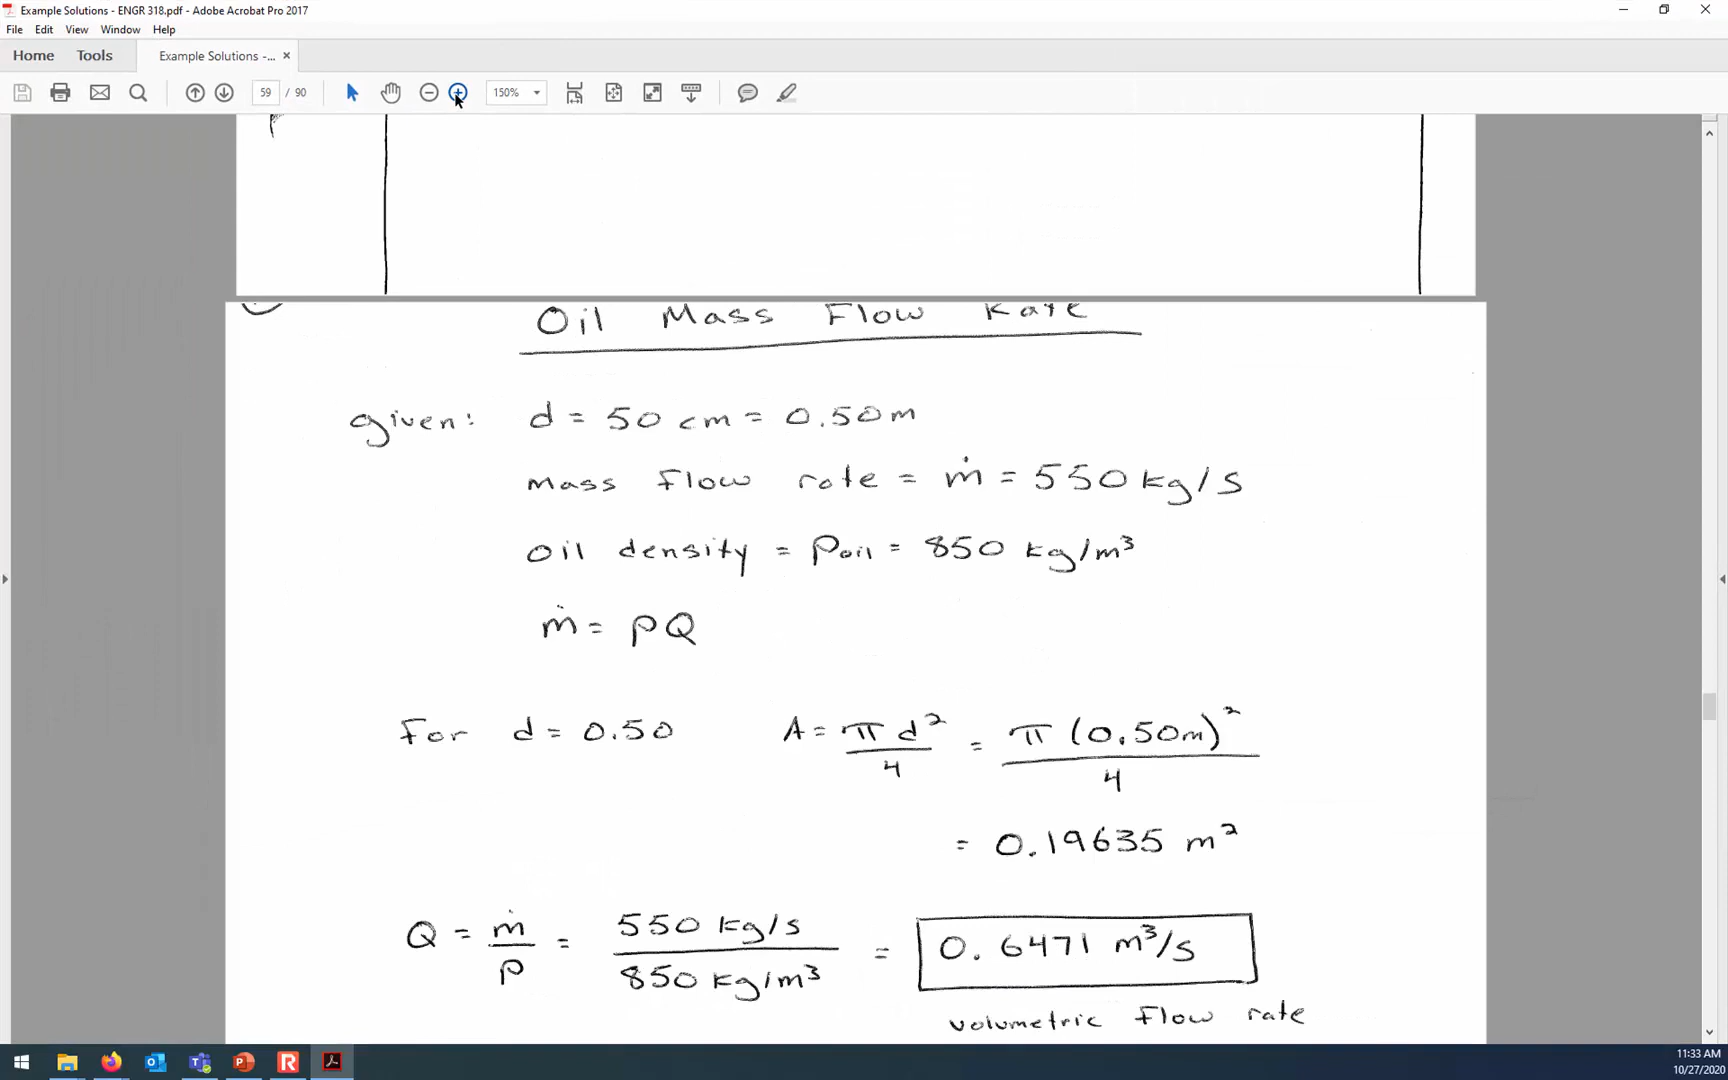 Example Solutions - ENGR 318.pdf - Adobe Acrobat Pro 2017
File Edit View Window Help
Home Tools Example Solutions -... ×
59 / 90 150%
Oil Mass Flow Rate
given: d = 50 cm = 0.50m
mass flow rate = ṁ = 550 kg/s
oil density = ρoil = 850 kg/m³
ṁ = ρQ
For d = 0.50 A = πd²/4 = π(0.50m)²/4
= 0.19635 m²
Q = ṁ/ρ = 550 kg/s / 850 kg/m³ = 0.6471 m³/s
volumetric flow rate
11:33 AM
10/27/2020